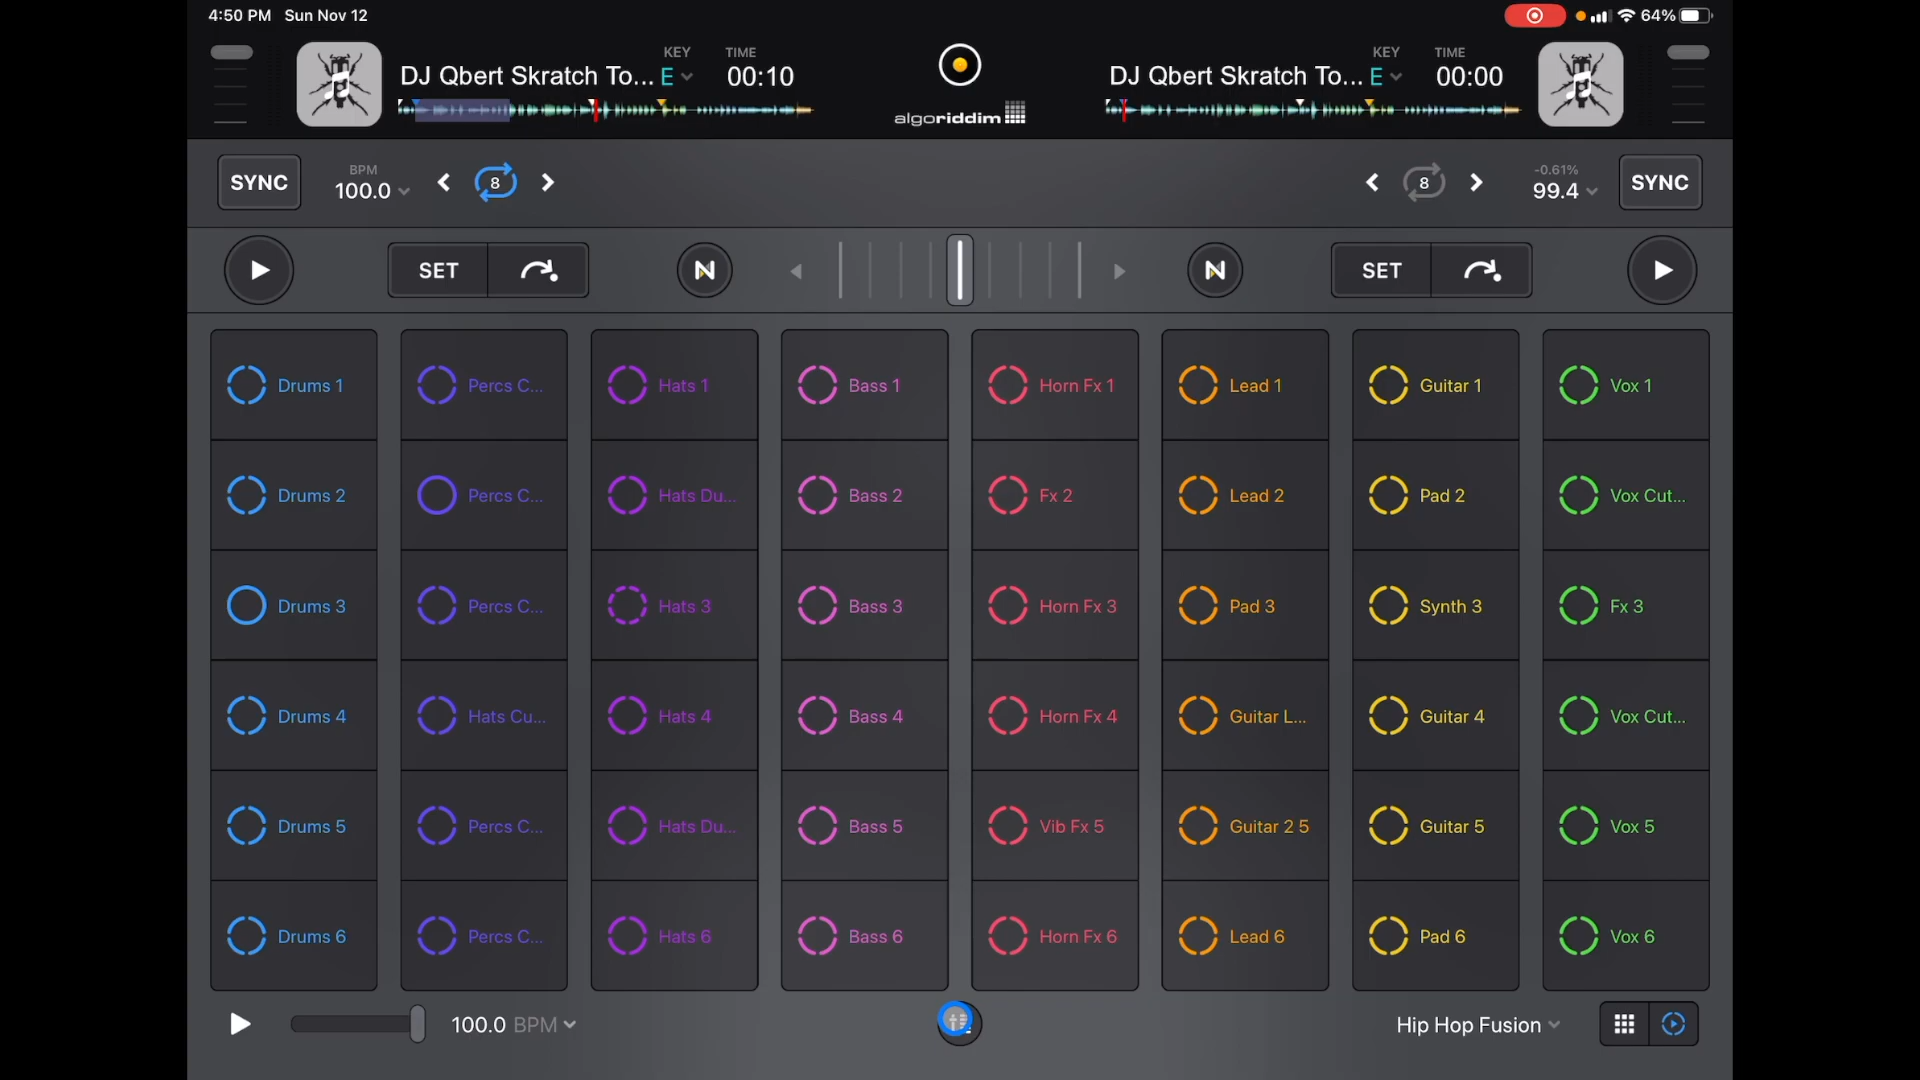 4:50 PM Sun Nov 12
64%
DJ Qbert Skratch To... KEY E TIME 00:10
algoriddim
DJ Qbert Skratch To... KEY E TIME 00:00
SYNC BPM 100.0 8
8 -0.61% 99.4 SYNC
SET
SET
Drums 1 Percs C... Hats 1 Bass 1 Horn Fx 1 Lead 1 Guitar 1 Vox 1
Drums 2 Percs C... Hats Du... Bass 2 Fx 2 Lead 2 Pad 2 Vox Cut...
Drums 3 Percs C... Hats 3 Bass 3 Horn Fx 3 Pad 3 Synth 3 Fx 3
Drums 4 Hats Cu... Hats 4 Bass 4 Horn Fx 4 Guitar L... Guitar 4 Vox Cut...
Drums 5 Percs C... Hats Du... Bass 5 Vib Fx 5 Guitar 2 5 Guitar 5 Vox 5
Drums 6 Percs C... Hats 6 Bass 6 Horn Fx 6 Lead 6 Pad 6 Vox 6
100.0 BPM
Hip Hop Fusion